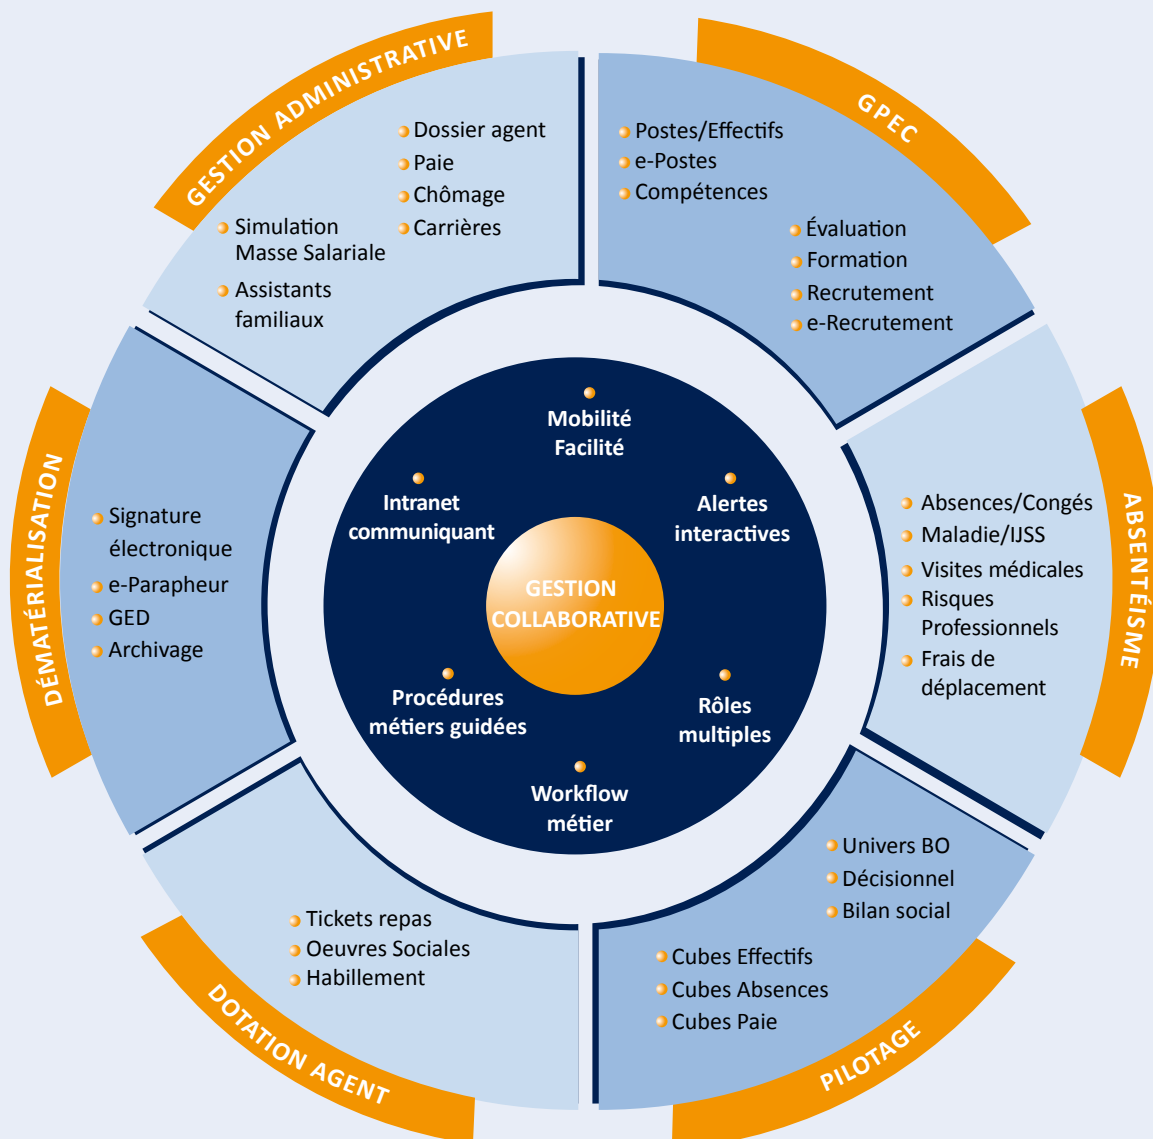 GESTION ADMINISTRATIVE
Dossier agent
Paie
Chômage
Carrières
Simulation
Masse Salariale
Assistants
familiaux
GPEC
Postes/Effectifs
e-Postes
Compétences
Évaluation
Formation
Recrutement
e-Recrutement
ABSENTÉISME
Absences/Congés
Maladie/IJSS
Visites médicales
Risques
Professionnels
Frais de
déplacement
PILOTAGE
Univers BO
Décisionnel
Bilan social
Cubes Effectifs
Cubes Absences
Cubes Paie
DOTATION AGENT
Tickets repas
Oeuvres Sociales
Habillement
DÉMATÉRIALISATION
Signature
électronique
e-Parapheur
GED
Archivage
Mobilité
Facilité
Alertes
interactives
Rôles
multiples
Workflow
métier
Procédures
métiers guidées
Intranet
communiquant
GESTION
COLLABORATIVE